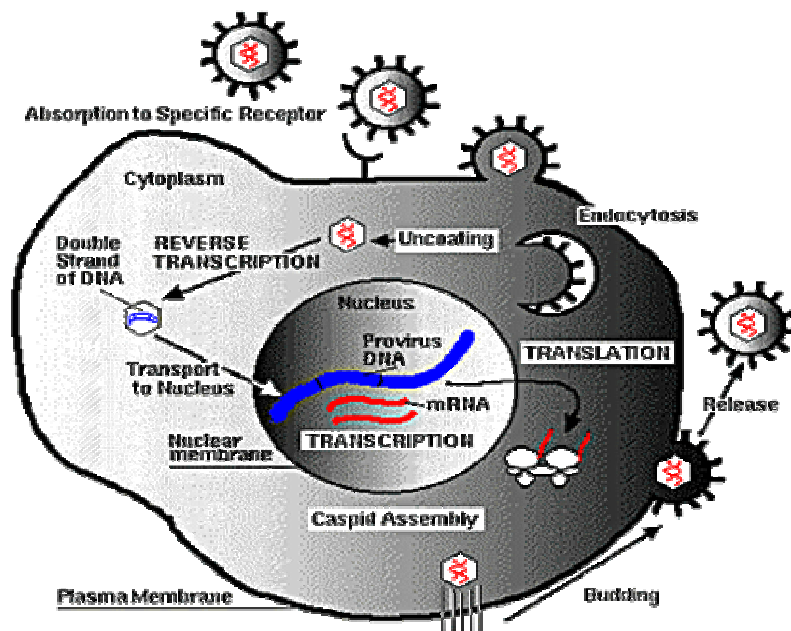 Absorption to Specific Receptor
Cytoplasm
Endocytosis
Double
Strand
of DNA
REVERSE
TRANSCRIPTION
Uncoating
Nucleus
Provirus
DNA
TRANSLATION
Transport
to Nucleus
mRNA
Release
Nuclear
membrane
TRANSCRIPTION
Caspid Assembly
Plasma Membrane
Budding